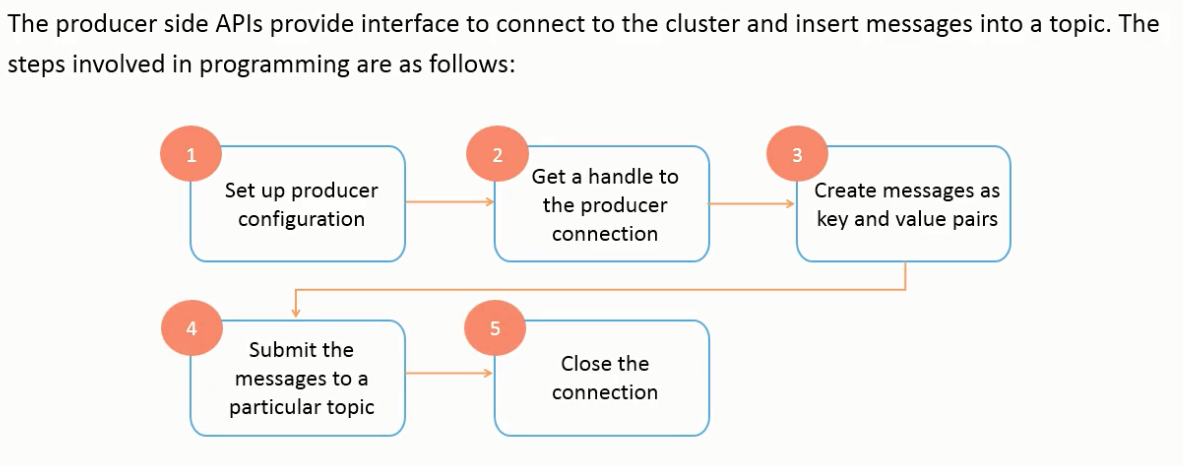 The producer side APIs provide interface to connect to the cluster and insert messages into a topic. The
steps involved in programming are as follows:
1
Set up producer
configuration
2
Get a handle to
the producer
connection
3
Create messages as
key and value pairs
4
Submit the
messages to a
particular topic
5
Close the
connection